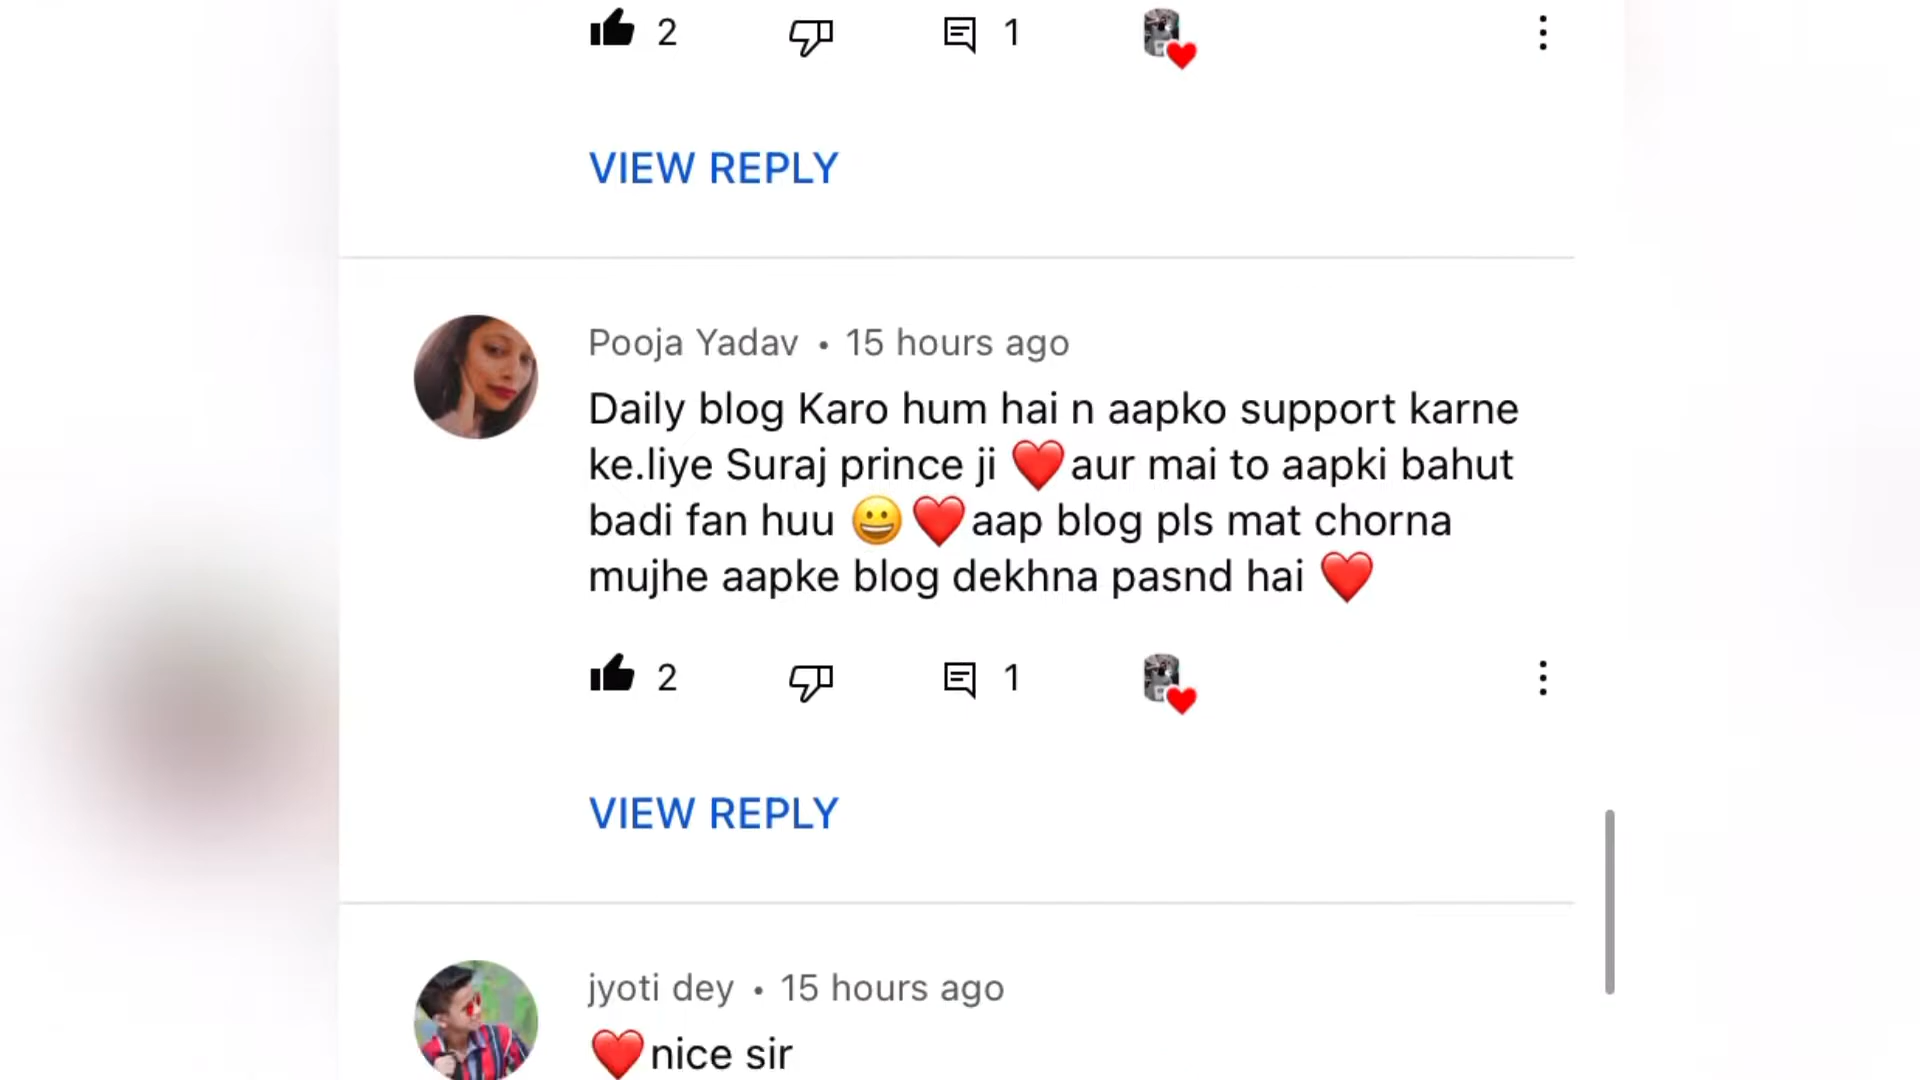 2 1
VIEW REPLY
Pooja Yadav • 15 hours ago
Daily blog Karo hum hai n aapko support karne
ke.liye Suraj prince ji ❤️aur mai to aapki bahut
badi fan huu 😀❤️aap blog pls mat chorna
mujhe aapke blog dekhna pasnd hai ❤️
2 1
VIEW REPLY
jyoti dey • 15 hours ago
❤️nice sir